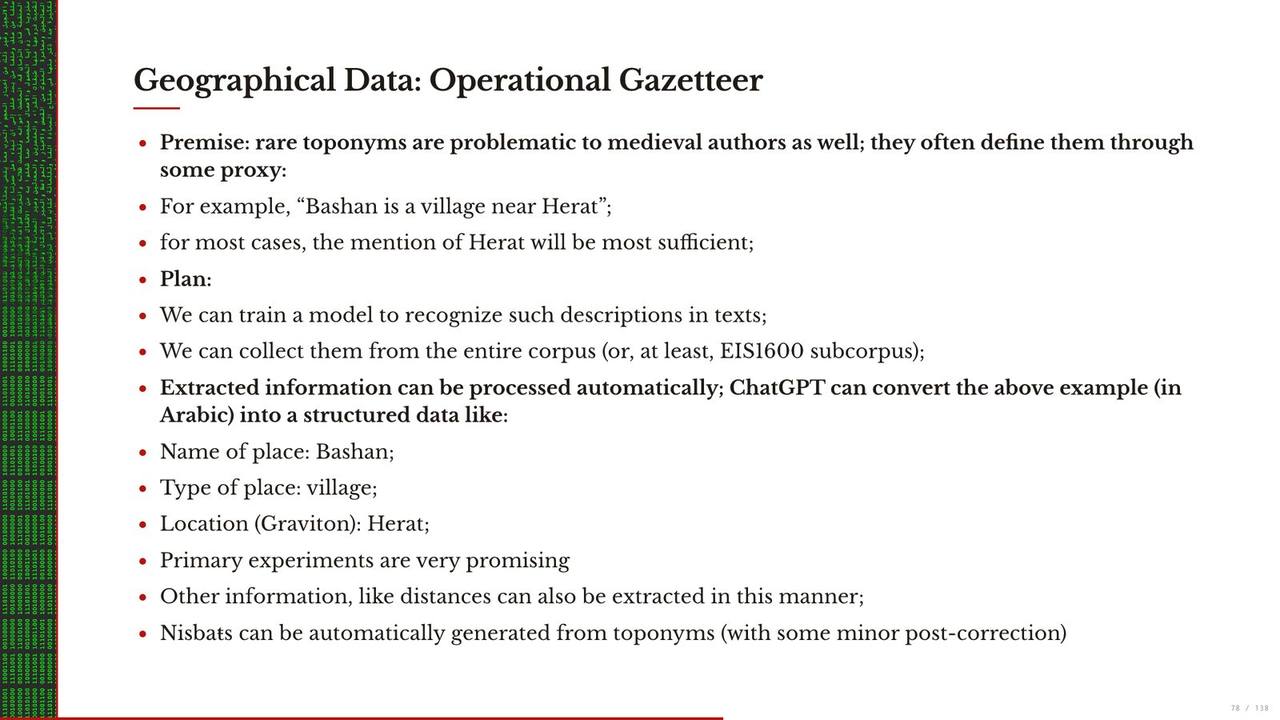 Geographical Data: Operational Gazetteer
• Premise: rare toponyms are problematic to medieval authors as well; they often define them through
some proxy:
• For example, “Bashan is a village near Herat”;
• for most cases, the mention of Herat will be most sufficient;
• Plan:
• We can train a model to recognize such descriptions in texts;
• We can collect them from the entire corpus (or, at least, EIS1600 subcorpus);
• Extracted information can be processed automatically; ChatGPT can convert the above example (in
Arabic) into a structured data like:
• Name of place: Bashan;
• Type of place: village;
• Location (Graviton): Herat;
• Primary experiments are very promising
• Other information, like distances can also be extracted in this manner;
• Nisbaŧs can be automatically generated from toponyms (with some minor post-correction)
78 / 138